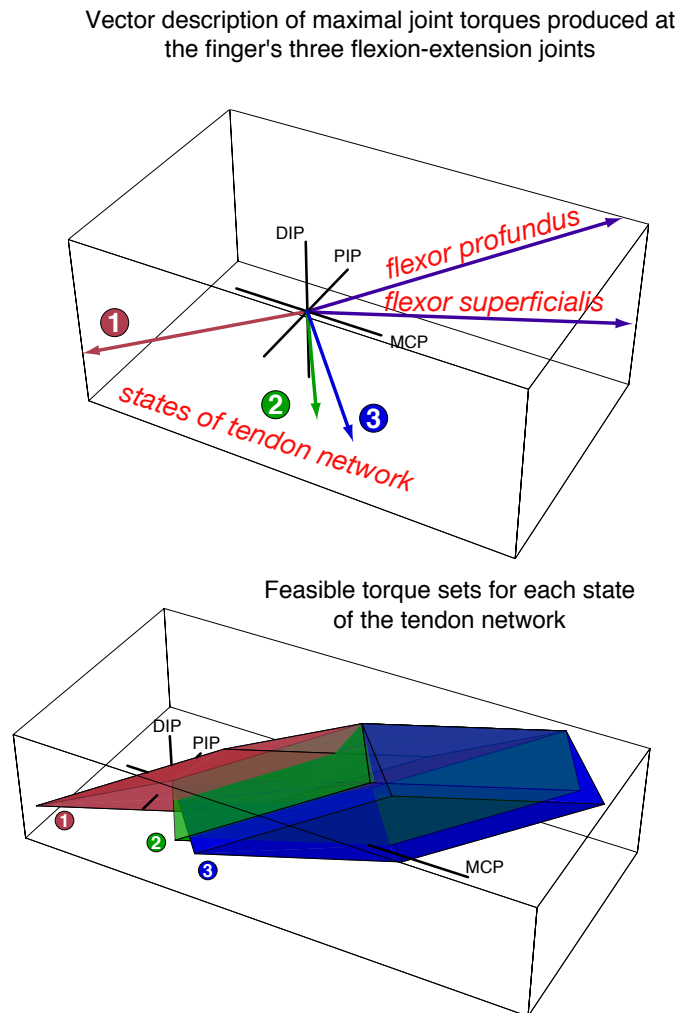 Vector description of maximal joint torques produced at
the finger's three flexion-extension joints
DIP
PIP
flexor profundus
flexor superficialis
1
MCP
2
3
states of tendon network
Feasible torque sets for each state
of the tendon network
DIP
PIP
1
2
3
MCP